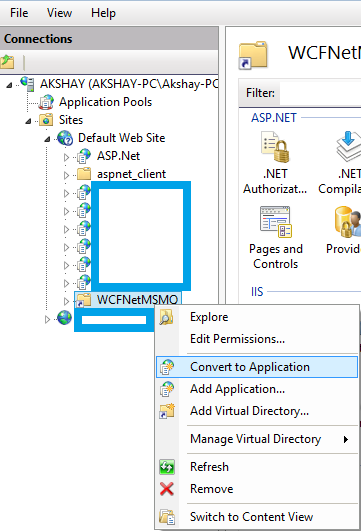 File View Help
Connections
AKSHAY (AKSHAY-PC\Akshay-PC
Application Pools
Sites
Default Web Site
ASP.Net
aspnet_client
WCFNetMSMQ
WCFNetM
Filter:
ASP.NET
.NET Authorizat...
.NET Compila
Pages and Controls
Provide
IIS
Explore
Edit Permissions...
Convert to Application
Add Application...
Add Virtual Directory...
Manage Virtual Directory
Refresh
Remove
Switch to Content View